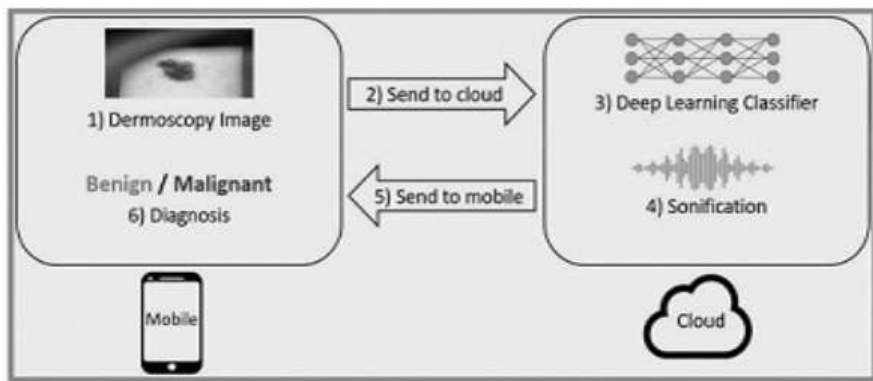 1) Dermoscopy Image
2) Send to cloud
3) Deep Learning Classifier
4) Sonification
5) Send to mobile
Benign / Malignant
6) Diagnosis
Mobile
Cloud